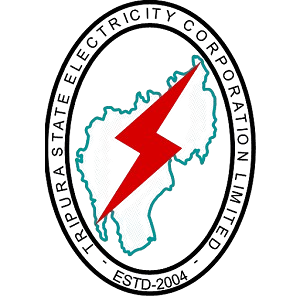 - TRIPURA STATE ELECTRICITY CORPORATION LIMITED -
ESTD-2004